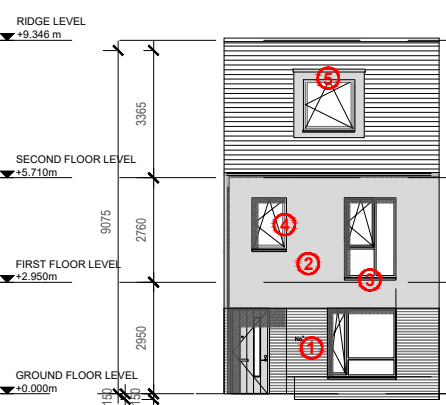 RIDGE LEVEL
+9.346 m
5
3365
SECOND FLOOR LEVEL
+5.710m
9075
2760
4
2
FIRST FLOOR LEVEL
+2.950m
3
2950
No
1
GROUND FLOOR LEVEL
+0.000m
150
150